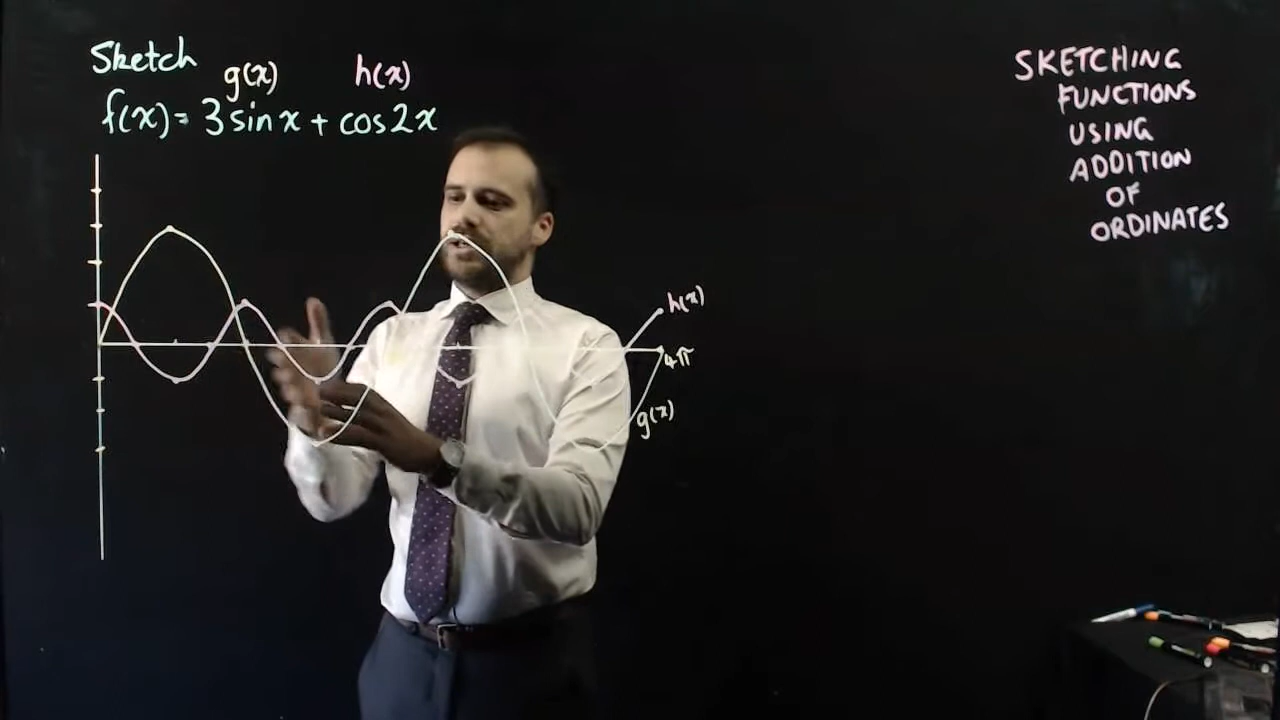 Sketch
g(x) h(x)
f(x) = 3 sin x + cos 2x
SKETCHING
FUNCTIONS
USING
ADDITION
OF
ORDINATES
h(x)
4π
g(x)